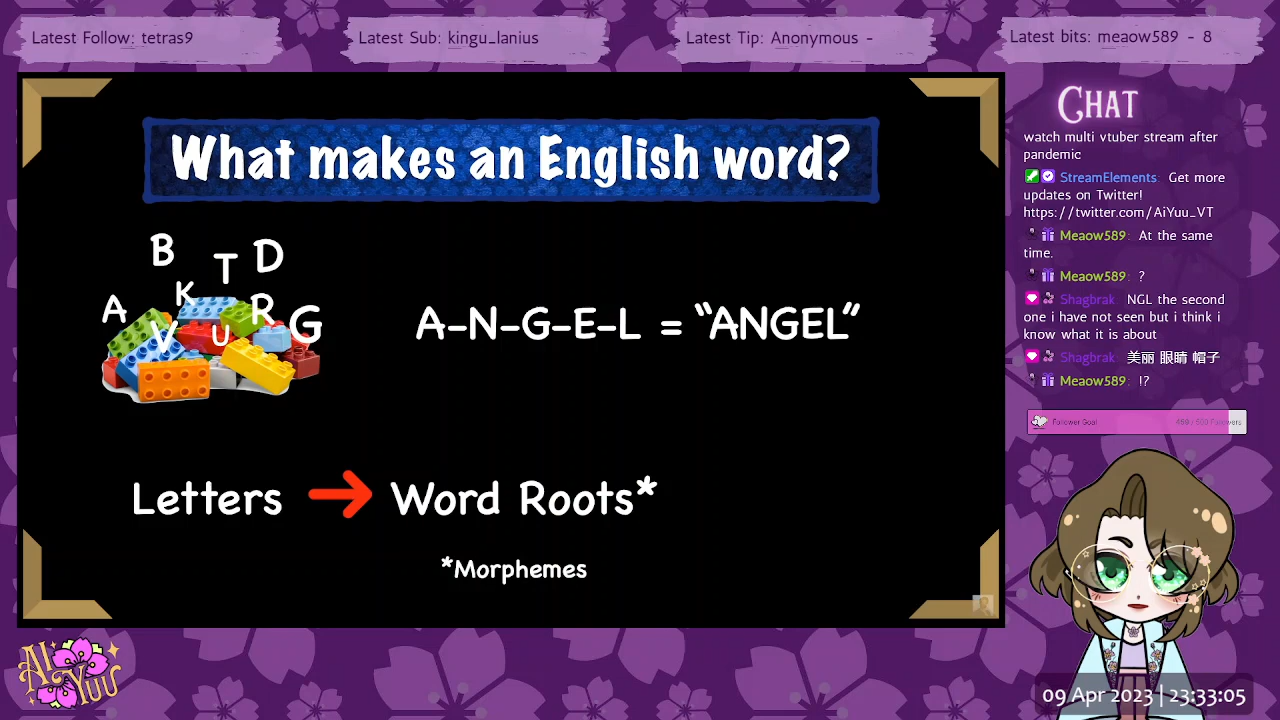 Latest Follow: tetras9
Latest Sub: kingu_lanius
Latest Tip: Anonymous -
Latest bits: meaow589 - 8
What makes an English word?
B
T
D
K
A
R
G
V
U
A-N-G-E-L = "ANGEL"
Letters
Word Roots*
*Morphemes
CHAT
watch multi vtuber stream after
pandemic
StreamElements: Get more
updates on Twitter!
https://twitter.com/AiYuu_VT
Meaow589: At the same
time.
Meaow589: ?
Shagbrak: NGL the second
one i have not seen but i think i
know what it is about
Shagbrak: 美丽 眼睛 帽子
Meaow589: !?
Follower Goal
Followers
AI YUU
09 Apr 2023 | 23:33:05